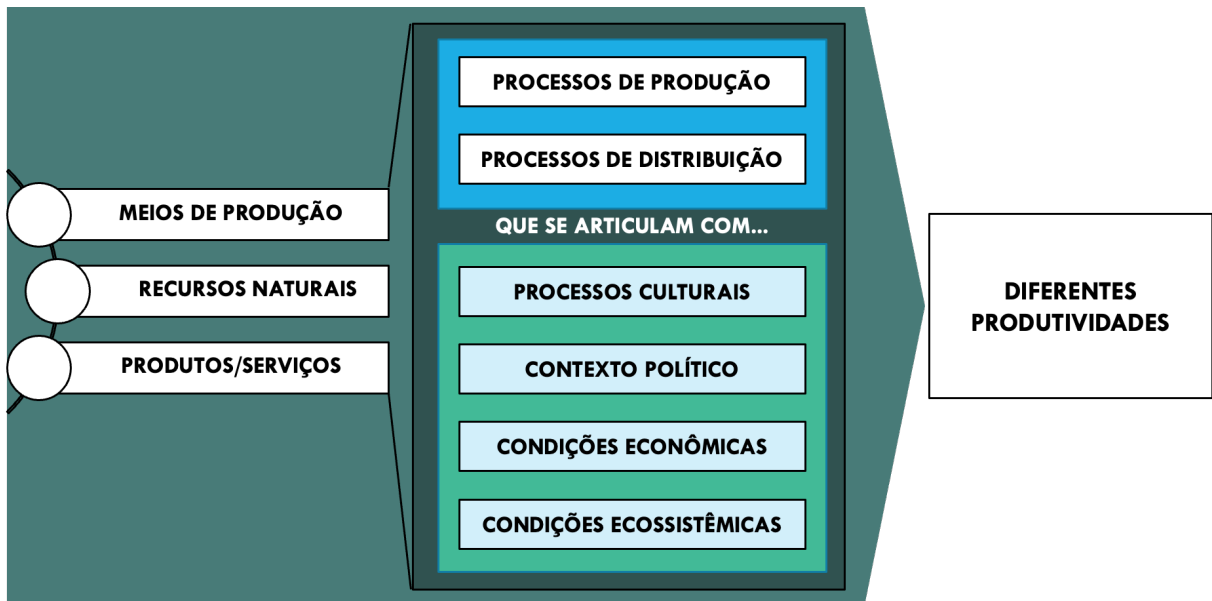 MEIOS DE PRODUÇÃO
RECURSOS NATURAIS
PRODUTOS/SERVIÇOS
PROCESSOS DE PRODUÇÃO
PROCESSOS DE DISTRIBUIÇÃO
QUE SE ARTICULAM COM...
PROCESSOS CULTURAIS
CONTEXTO POLÍTICO
CONDIÇÕES ECONÔMICAS
CONDIÇÕES ECOSSISTÊMICAS
DIFERENTES
PRODUTIVIDADES